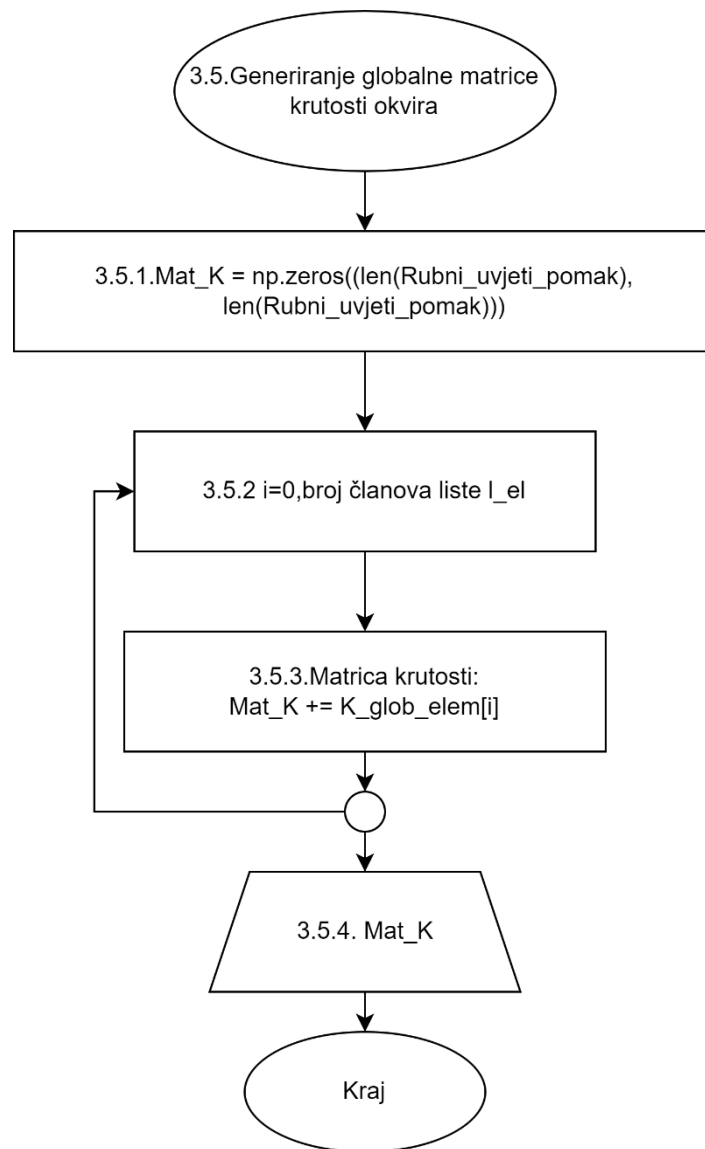 3.5.Generiranje globalne matrice
krutosti okvira
3.5.1.Mat_K = np.zeros((len(Rubni_uvjeti_pomak),
len(Rubni_uvjeti_pomak)))
3.5.2 i=0,broj članova liste l_el
3.5.3.Matrica krutosti:
Mat_K += K_glob_elem[i]
3.5.4. Mat_K
Kraj